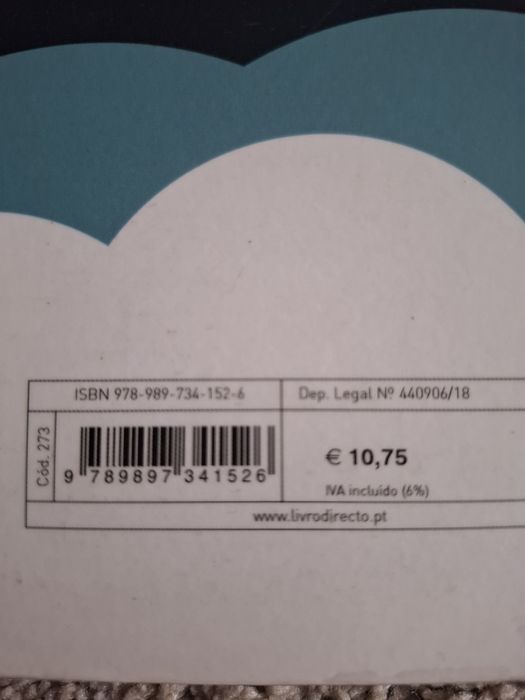 ISBN 978-989-734-152-6
Dep. Legal Nº 440906/18
Cód. 273
9 789897 341526
€ 10,75
IVA incluído (6%)
www.livrodirecto.pt